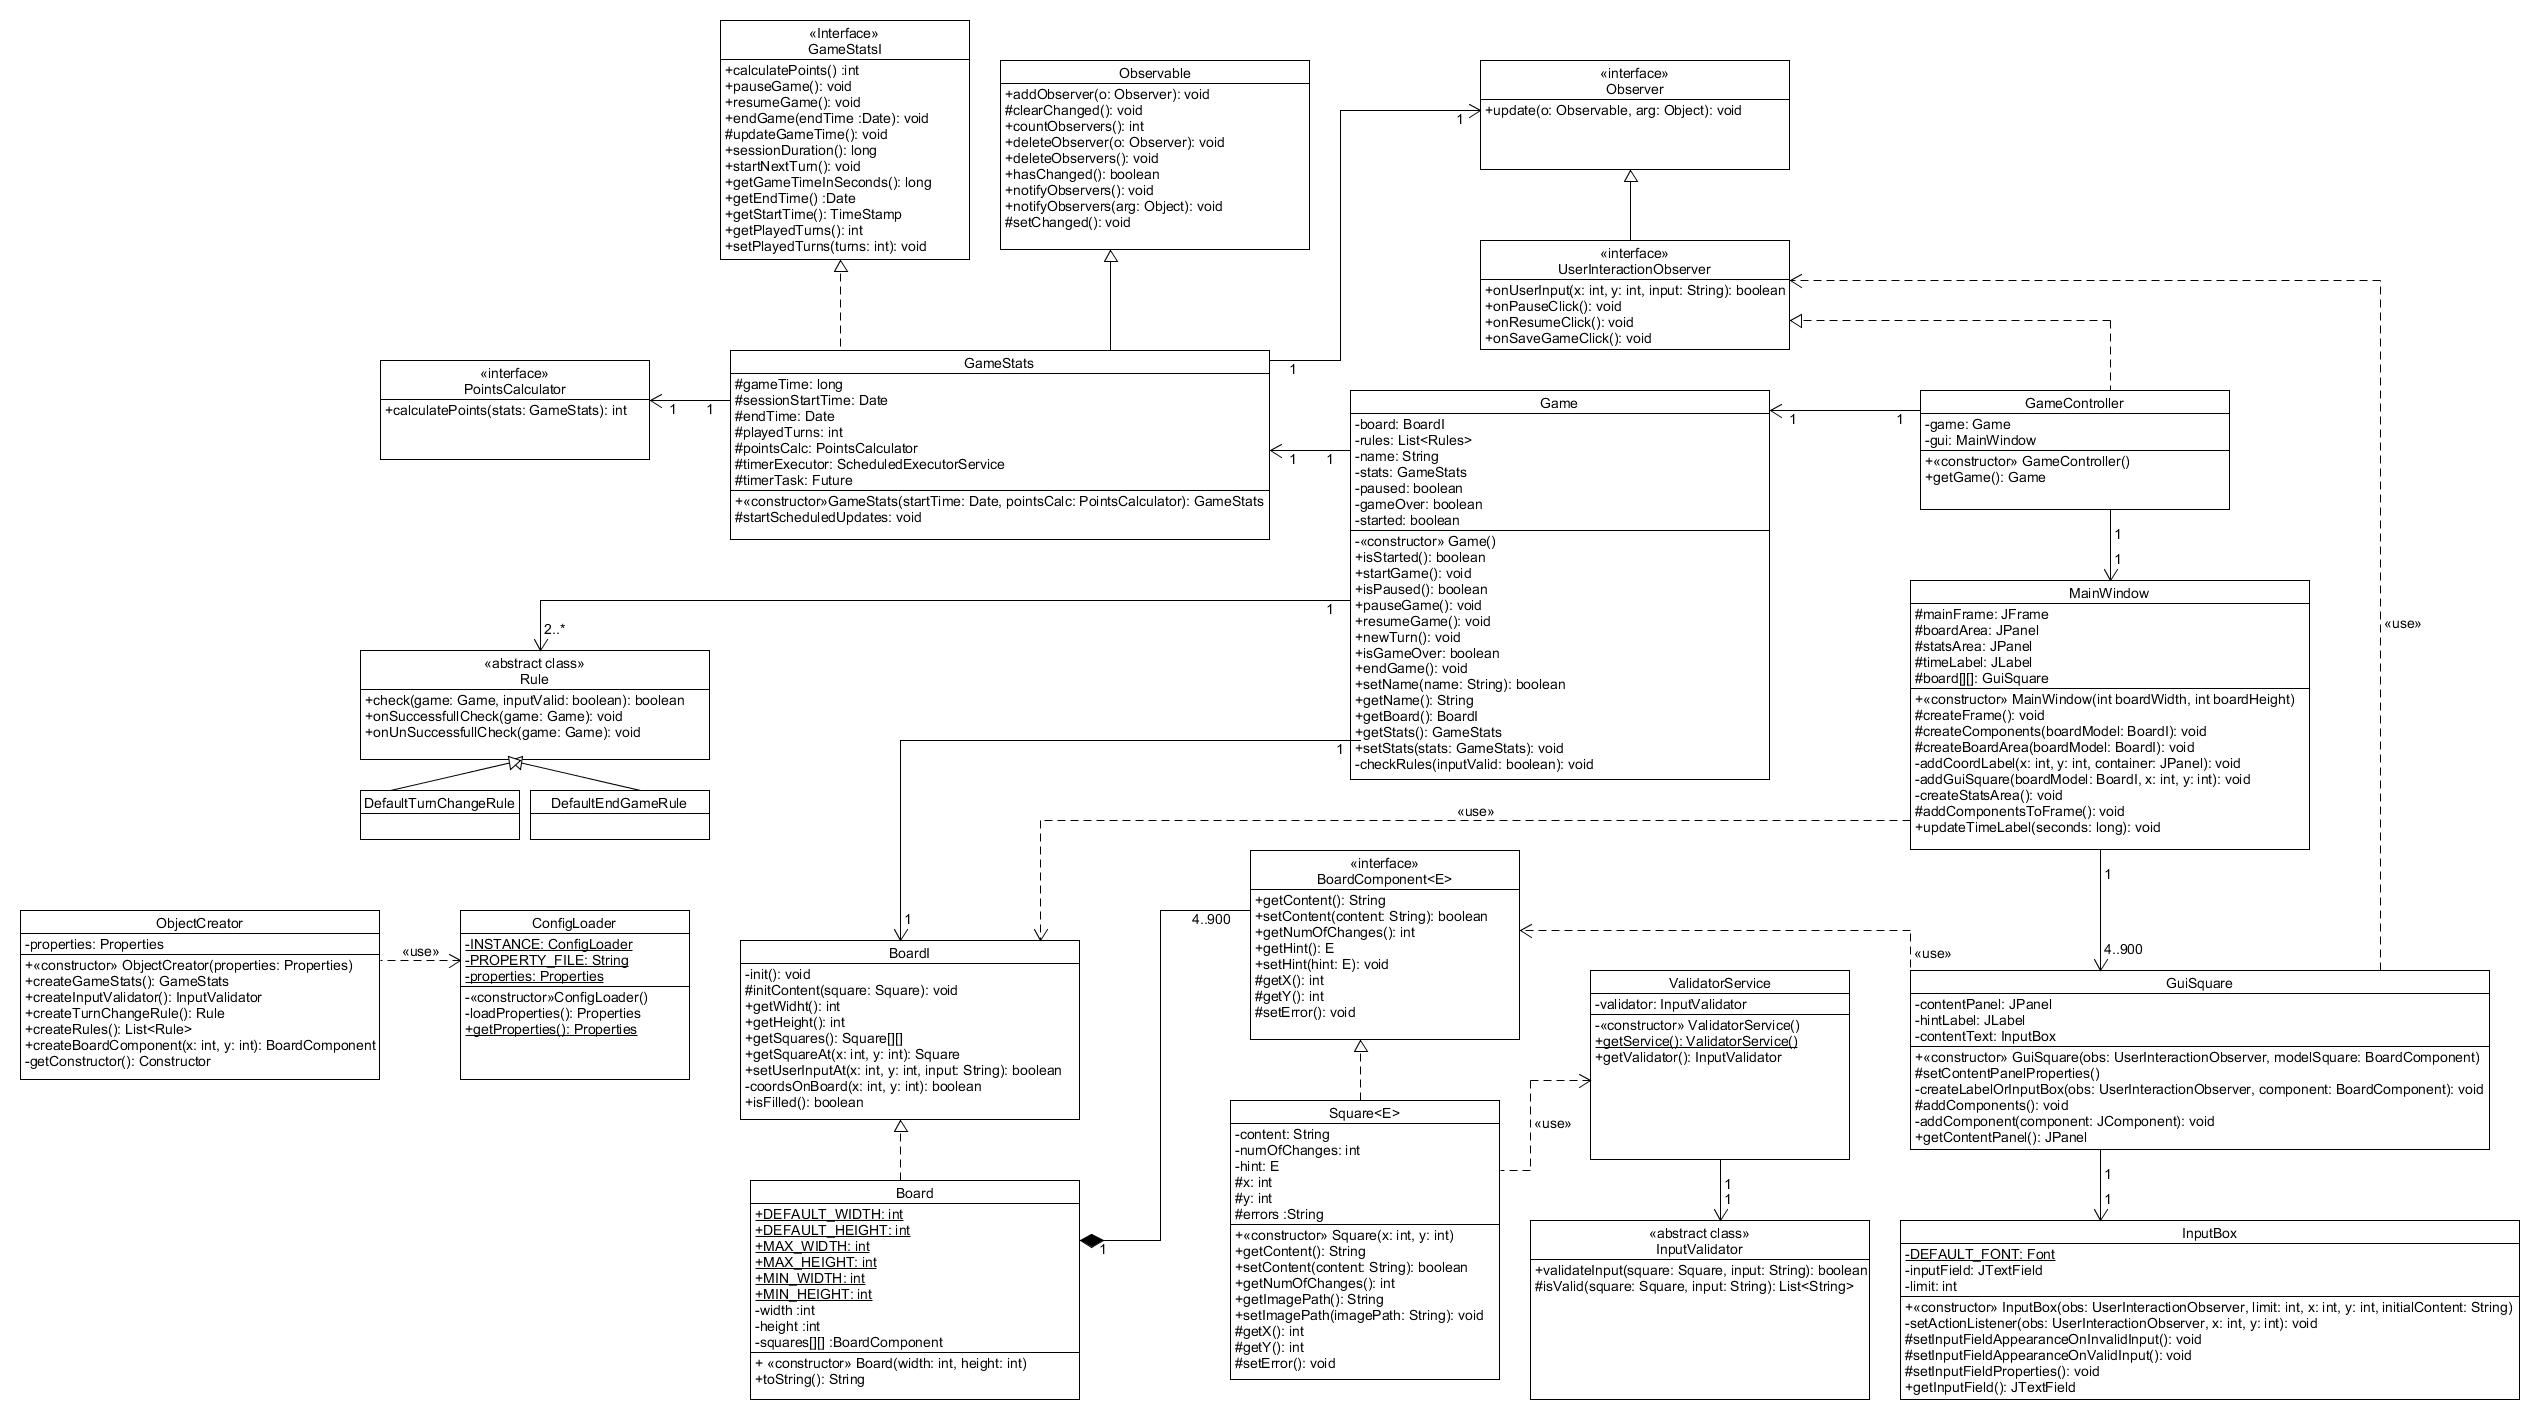 «Interface»
GameStatsI
+calculatePoints() :int
+pauseGame(): void
+resumeGame(): void
+endGame(endTime :Date): void
#updateGameTime(): void
+sessionDuration(): long
+startNextTurn(): void
+getGameTimeInSeconds(): long
+getEndTime() :Date
+getStartTime(): TimeStamp
+getPlayedTurns(): int
+setPlayedTurns(turns: int): void
Observable
+addObserver(o: Observer): void
#clearChanged(): void
+countObservers(): int
+deleteObserver(o: Observer): void
+deleteObservers(): void
+hasChanged(): boolean
+notifyObservers(): void
+notifyObservers(arg: Object): void
#setChanged(): void
«interface»
Observer
+update(o: Observable, arg: Object): void
1
1
«interface»
UserInteractionObserver
+onUserInput(x: int, y: int, input: String): boolean
+onPauseClick(): void
+onResumeClick(): void
+onSaveGameClick(): void
«interface»
PointsCalculator
+calculatePoints(stats: GameStats): int
1
1
GameStats
#gameTime: long
#sessionStartTime: Date
#endTime: Date
#playedTurns: int
#pointsCalc: PointsCalculator
#timerExecutor: ScheduledExecutorService
#timerTask: Future
+«constructor»GameStats(startTime: Date, pointsCalc: PointsCalculator): GameStats
#startScheduledUpdates: void
1
1
Game
-board: BoardI
-rules: List<Rules>
-name: String
-stats: GameStats
-paused: boolean
-gameOver: boolean
-started: boolean
-«constructor» Game()
+isStarted(): boolean
+startGame(): void
+isPaused(): boolean
+pauseGame(): void
+resumeGame(): void
+newTurn(): void
+isGameOver: boolean
+endGame(): void
+setName(name: String): boolean
+getName(): String
+getBoard(): BoardI
+getStats(): GameStats
+setStats(stats: GameStats): void
-checkRules(inputValid: boolean): void
1
1
GameController
-game: Game
-gui: MainWindow
+«constructor» GameController()
+getGame(): Game
1
1
MainWindow
#mainFrame: JFrame
#boardArea: JPanel
#statsArea: JPanel
#timeLabel: JLabel
#board[][]: GuiSquare
+«constructor» MainWindow(int boardWidth, int boardHeight)
#createFrame(): void
#createComponents(boardModel: BoardI): void
#createBoardArea(boardModel: BoardI): void
-addCoordLabel(x: int, y: int, container: JPanel): void
-addGuiSquare(boardModel: BoardI, x: int, y: int): void
-createStatsArea(): void
#addComponentsToFrame(): void
+updateTimeLabel(seconds: long): void
«use»
1
2..*
«abstract class»
Rule
+check(game: Game, inputValid: boolean): boolean
+onSuccessfullCheck(game: Game): void
+onUnSuccessfullCheck(game: Game): void
DefaultTurnChangeRule
DefaultEndGameRule
1
1
«use»
ObjectCreator
-properties: Properties
+«constructor» ObjectCreator(properties: Properties)
+createGameStats(): GameStats
+createInputValidator(): InputValidator
+createTurnChangeRule(): Rule
+createRules(): List<Rule>
+createBoardComponent(x: int, y: int): BoardComponent
-getConstructor(): Constructor
«use»
ConfigLoader
-INSTANCE: ConfigLoader
-PROPERTY_FILE: String
-properties: Properties
-«constructor»ConfigLoader()
-loadProperties(): Properties
+getProperties(): Properties
BoardI
-init(): void
#initContent(square: Square): void
+getWidht(): int
+getHeight(): int
+getSquares(): Square[][]
+getSquareAt(x: int, y: int): Square
+setUserInputAt(x: int, y: int, input: String): boolean
-coordsOnBoard(x: int, y: int): boolean
+isFilled(): boolean
Board
+DEFAULT_WIDTH: int
+DEFAULT_HEIGHT: int
+MAX_WIDTH: int
+MAX_HEIGHT: int
+MIN_WIDTH: int
+MIN_HEIGHT: int
-width :int
-height :int
-squares[][] :BoardComponent
+ «constructor» Board(width: int, height: int)
+toString(): String
1
4..900
«interface»
BoardComponent<E>
+getContent(): String
+setContent(content: String): boolean
+getNumOfChanges(): int
+getHint(): E
+setHint(hint: E): void
#getX(): int
#getY(): int
#setError(): void
Square<E>
-content: String
-numOfChanges: int
-hint: E
#x: int
#y: int
#errors :String
+«constructor» Square(x: int, y: int)
+getContent(): String
+setContent(content: String): boolean
+getNumOfChanges(): int
+getImagePath(): String
+setImagePath(imagePath: String): void
#getX(): int
#getY(): int
#setError(): void
«use»
ValidatorService
-validator: InputValidator
-«constructor» ValidatorService()
+getService(): ValidatorService()
+getValidator(): InputValidator
1
1
«abstract class»
InputValidator
+validateInput(square: Square, input: String): boolean
#isValid(square: Square, input: String): List<String>
«use»
1
4..900
GuiSquare
-contentPanel: JPanel
-hintLabel: JLabel
-contentText: InputBox
+«constructor» GuiSquare(obs: UserInteractionObserver, modelSquare: BoardComponent)
#setContentPanelProperties()
-createLabelOrInputBox(obs: UserInteractionObserver, component: BoardComponent): void
#addComponents(): void
-addComponent(component: JComponent): void
+getContentPanel(): JPanel
1
1
InputBox
-DEFAULT_FONT: Font
-inputField: JTextField
-limit: int
+«constructor» InputBox(obs: UserInteractionObserver, limit: int, x: int, y: int, initialContent: String)
-setActionListener(obs: UserInteractionObserver, x: int, y: int): void
#setInputFieldAppearanceOnInvalidInput(): void
#setInputFieldAppearanceOnValidInput(): void
#setInputFieldProperties(): void
+getInputField(): JTextField